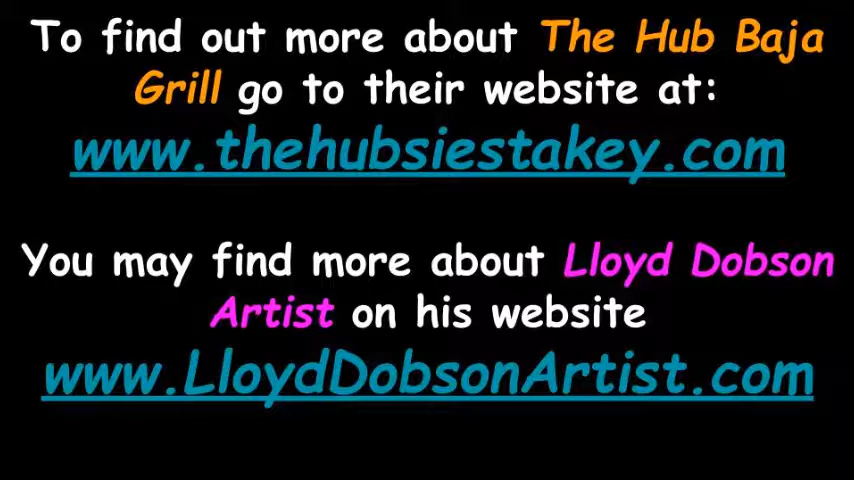 To find out more about The Hub Baja
Grill go to their website at:
www.thehubsiestakey.com
You may find more about Lloyd Dobson
Artist on his website
www.LloydDobsonArtist.com